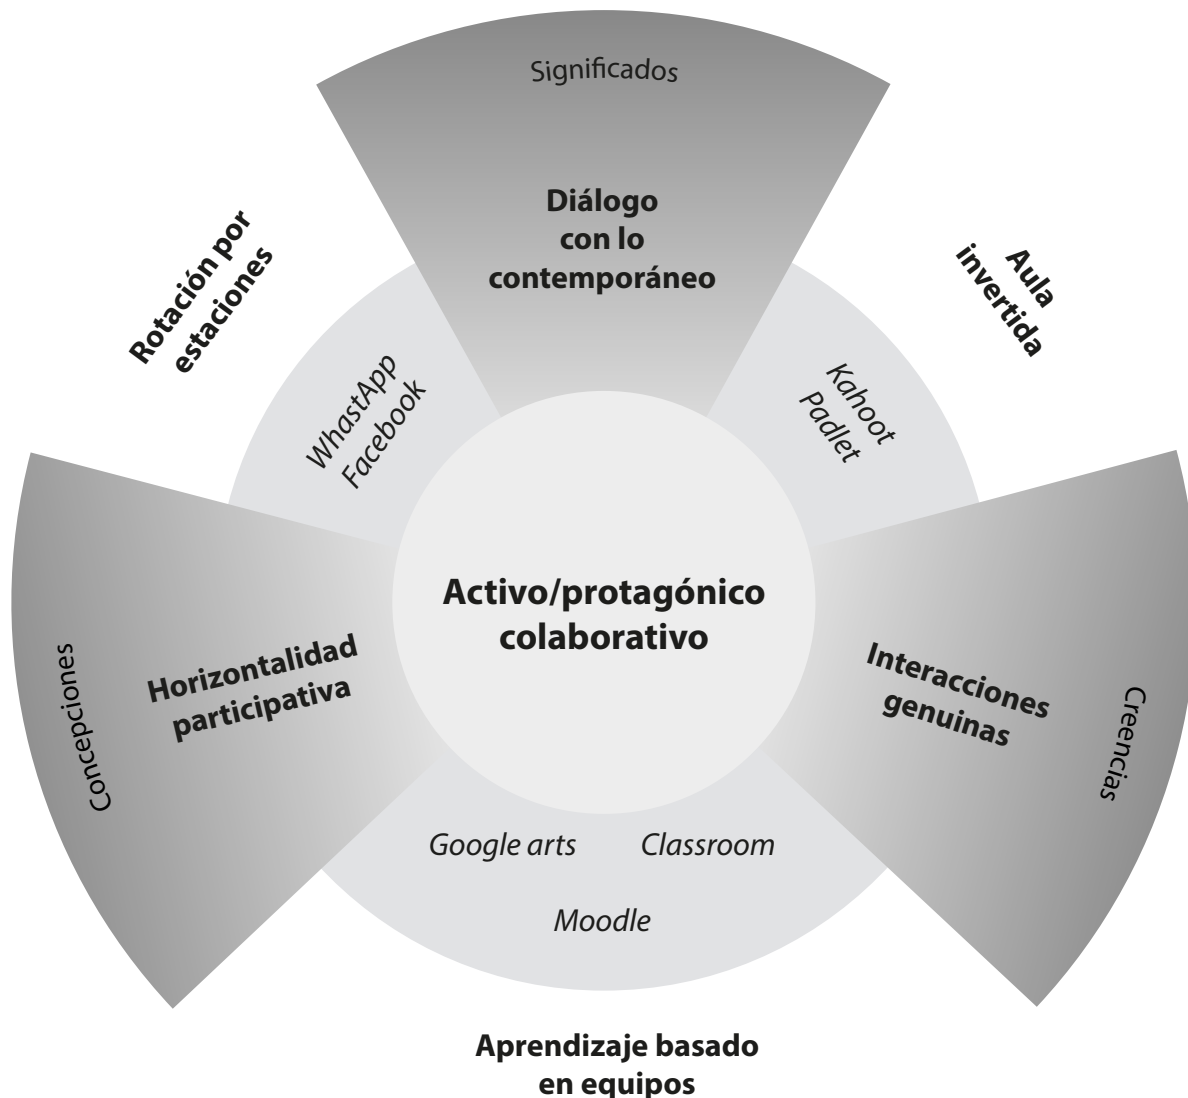 Significados
Diálogo
con lo
contemporáneo
Rotación por
estaciones
Aula
invertida
WhastApp
Facebook
Kahoot
Padlet
Activo/protagónico
colaborativo
Concepciones
Horizontalidad
participativa
Interacciones
genuinas
Creencias
Google arts
Classroom
Moodle
Aprendizaje basado
en equipos